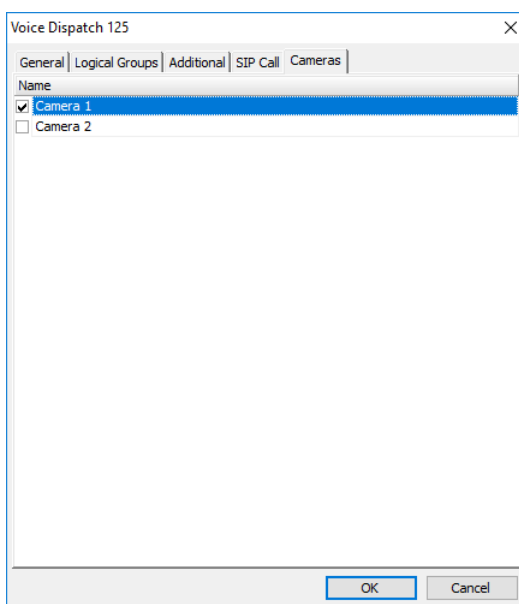 Voice Dispatch 125
General Logical Groups Additional SIP Call Cameras
Name
Camera 1
Camera 2
OK Cancel